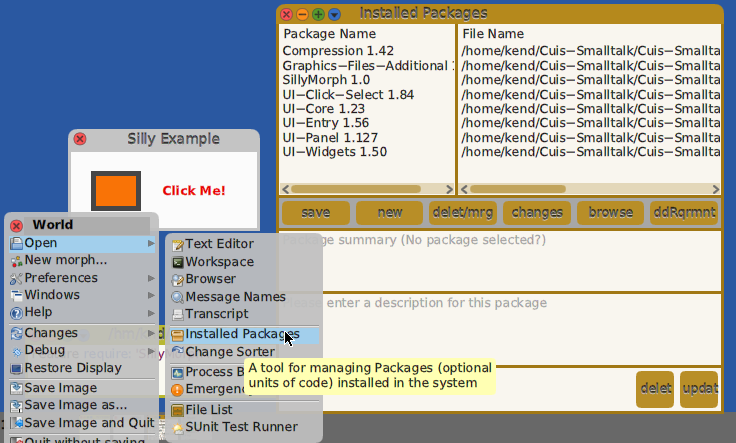 Installed Packages
Package Name
File Name
Compression 1.42
Graphics-Files-Additional
SillyMorph 1.0
UI-Click-Select 1.84
UI-Core 1.23
UI-Entry 1.56
UI-Panel 1.127
UI-Widgets 1.50
/home/kend/Cuis-Smalltalk/Cuis-Smallta
/home/kend/Cuis-Smalltalk/Cuis-Smallta
/home/kend/Cuis-Smalltalk/Cuis-Smallta
/home/kend/Cuis-Smalltalk/Cuis-Smallta
/home/kend/Cuis-Smalltalk/Cuis-Smallta
/home/kend/Cuis-Smalltalk/Cuis-Smallta
/home/kend/Cuis-Smalltalk/Cuis-Smallta
/home/kend/Cuis-Smalltalk/Cuis-Smallta
save new delet/mrg changes browse ddRqrmnt
summary (No package selected?)
enter a description for this package
delet updat
Silly Example
Click Me!
World
Open
New morph...
Preferences
Windows
Help
Changes
Debug
Restore Display
Save Image
Save Image as...
Save Image and Quit
Quit without saving
Text Editor
Workspace
Browser
Message Names
Transcript
Installed Packages
Change Sorter
Process B
Emergen
File List
SUnit Test Runner
A tool for managing Packages (optional
units of code) installed in the system